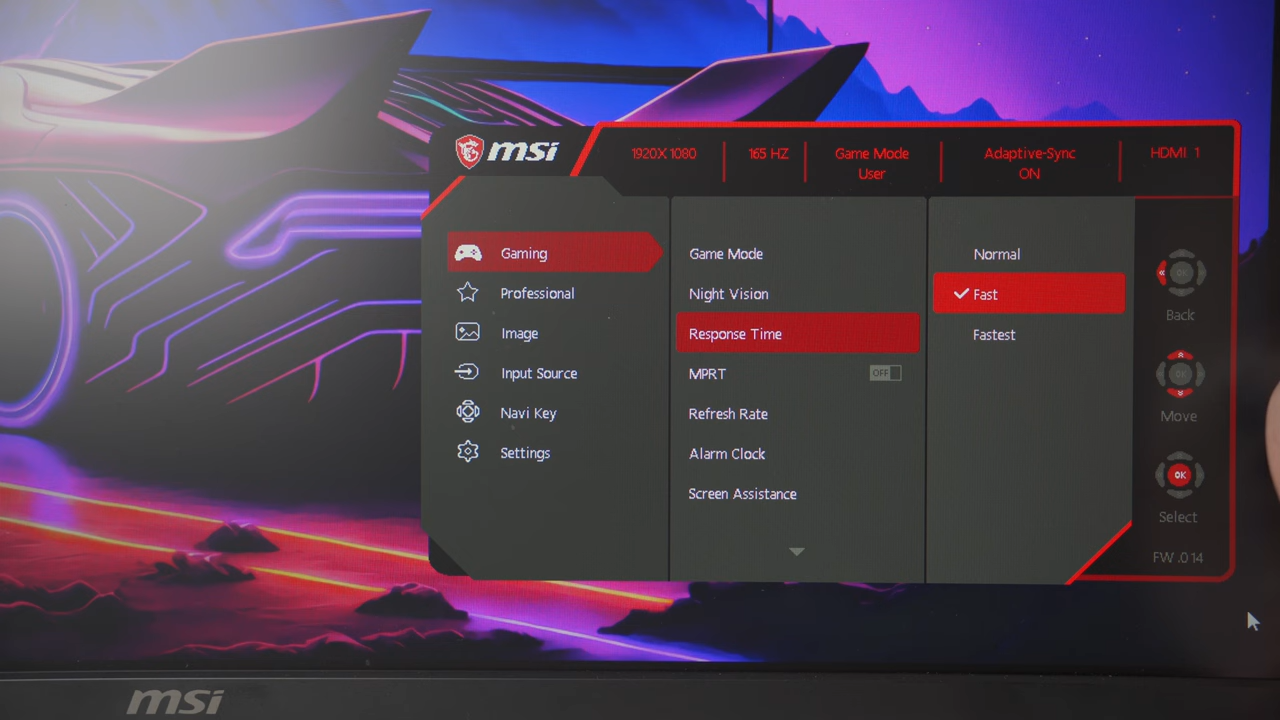 msi
1920X1080
165 HZ
Game Mode
User
Adaptive-Sync
ON
HDMI 1
Gaming
Professional
Image
Input Source
Navi Key
Settings
Game Mode
Night Vision
Response Time
MPRT
OFF
Refresh Rate
Alarm Clock
Screen Assistance
Normal
Fast
Fastest
OK
Back
OK
Move
OK
Select
FW .014
msi